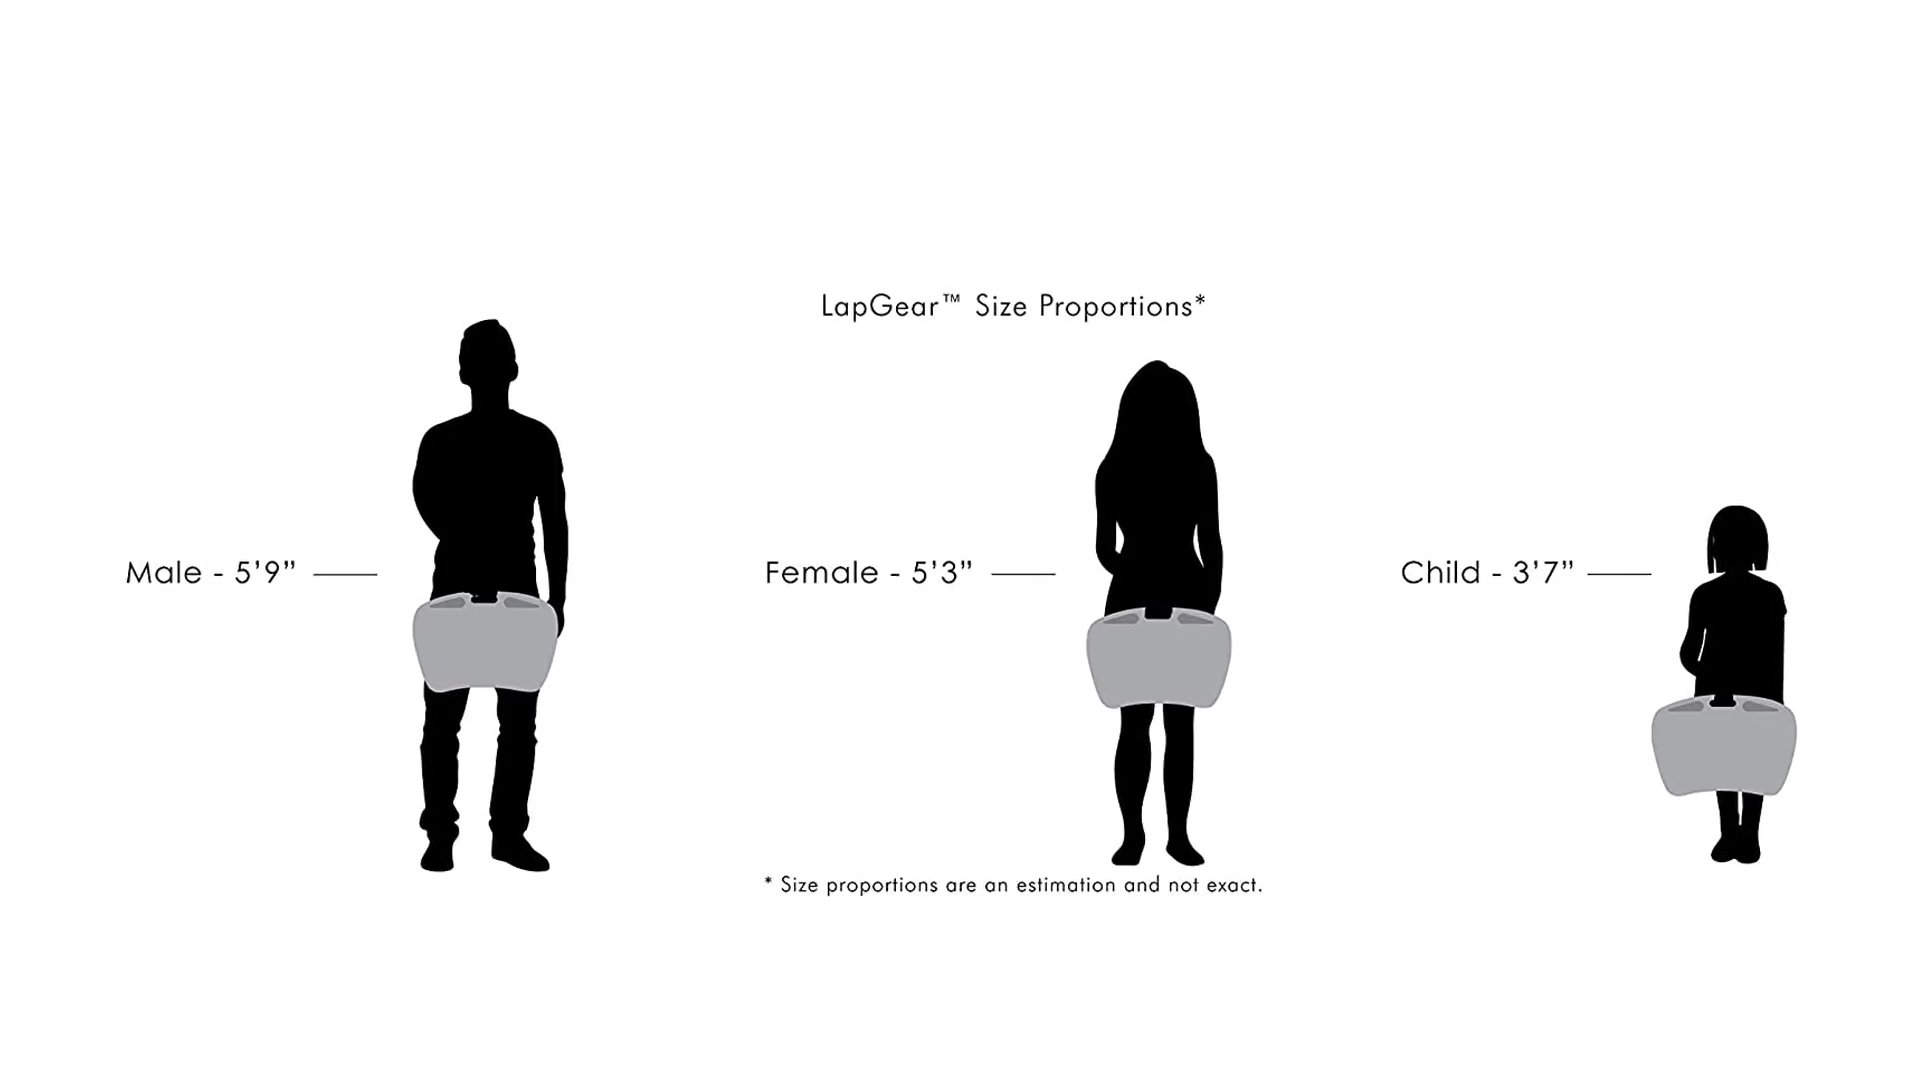 LapGear™ Size Proportions*
Male - 5’9”
Female - 5’3”
Child - 3’7”
* Size proportions are an estimation and not exact.